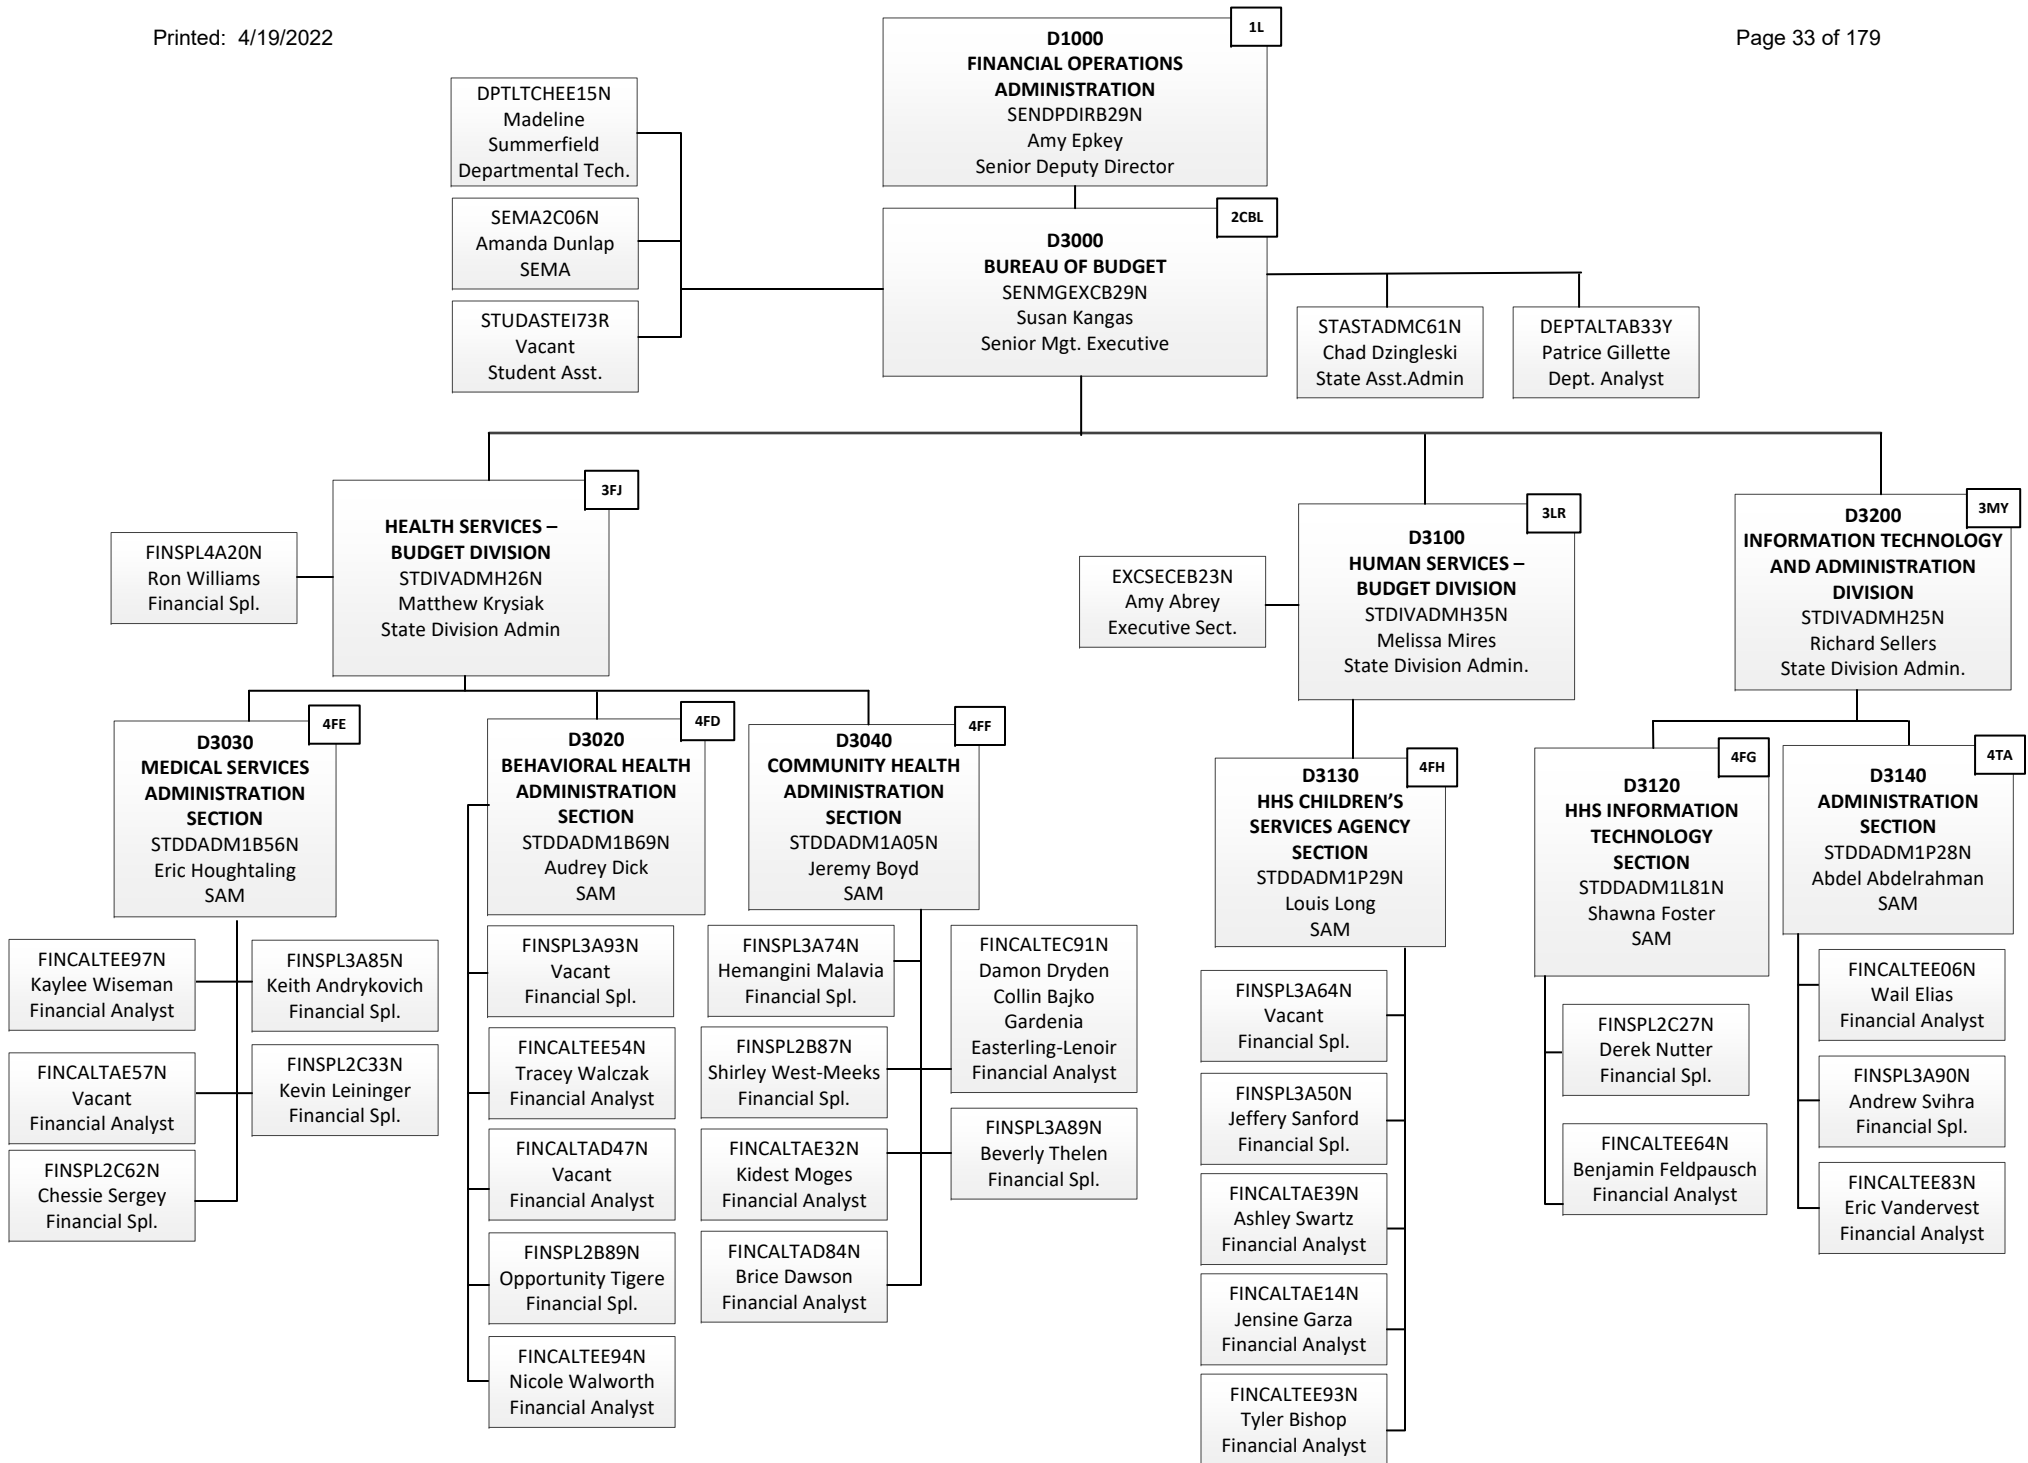 Printed: 4/19/2022
Page 33 of 179
1L
D1000
FINANCIAL OPERATIONS
ADMINISTRATION
SENDPDIRB29N
Amy Epkey
Senior Deputy Director
DPTLTCHEE15N
Madeline
Summerfield
Departmental Tech.
SEMA2C06N
Amanda Dunlap
SEMA
STUDASTEI73R
Vacant
Student Asst.
2CBL
D3000
BUREAU OF BUDGET
SENMGEXCB29N
Susan Kangas
Senior Mgt. Executive
STASTADMC61N
Chad Dzingleski
State Asst.Admin
DEPTALTAB33Y
Patrice Gillette
Dept. Analyst
3FJ
HEALTH SERVICES –
BUDGET DIVISION
STDIVADMH26N
Matthew Krysiak
State Division Admin
FINSPL4A20N
Ron Williams
Financial Spl.
3LR
D3100
HUMAN SERVICES –
BUDGET DIVISION
STDIVADMH35N
Melissa Mires
State Division Admin.
EXCSECEB23N
Amy Abrey
Executive Sect.
3MY
D3200
INFORMATION TECHNOLOGY
AND ADMINISTRATION
DIVISION
STDIVADMH25N
Richard Sellers
State Division Admin.
4FE
D3030
MEDICAL SERVICES
ADMINISTRATION
SECTION
STDDADM1B56N
Eric Houghtaling
SAM
FINCALTEE97N
Kaylee Wiseman
Financial Analyst
FINSPL3A85N
Keith Andrykovich
Financial Spl.
FINCALTAE57N
Vacant
Financial Analyst
FINSPL2C33N
Kevin Leininger
Financial Spl.
FINSPL2C62N
Chessie Sergey
Financial Spl.
4FD
D3020
BEHAVIORAL HEALTH
ADMINISTRATION
SECTION
STDDADM1B69N
Audrey Dick
SAM
FINSPL3A93N
Vacant
Financial Spl.
FINCALTEE54N
Tracey Walczak
Financial Analyst
FINCALTAD47N
Vacant
Financial Analyst
FINSPL2B89N
Opportunity Tigere
Financial Spl.
FINCALTEE94N
Nicole Walworth
Financial Analyst
4FF
D3040
COMMUNITY HEALTH
ADMINISTRATION
SECTION
STDDADM1A05N
Jeremy Boyd
SAM
FINSPL3A74N
Hemangini Malavia
Financial Spl.
FINCALTEC91N
Damon Dryden
Collin Bajko
Gardenia
Easterling-Lenoir
Financial Analyst
FINSPL2B87N
Shirley West-Meeks
Financial Spl.
FINCALTAE32N
Kidest Moges
Financial Analyst
FINSPL3A89N
Beverly Thelen
Financial Spl.
FINCALTAD84N
Brice Dawson
Financial Analyst
4FH
D3130
HHS CHILDREN’S
SERVICES AGENCY
SECTION
STDDADM1P29N
Louis Long
SAM
FINSPL3A64N
Vacant
Financial Spl.
FINSPL3A50N
Jeffery Sanford
Financial Spl.
FINCALTAE39N
Ashley Swartz
Financial Analyst
FINCALTAE14N
Jensine Garza
Financial Analyst
FINCALTEE93N
Tyler Bishop
Financial Analyst
4FG
D3120
HHS INFORMATION
TECHNOLOGY
SECTION
STDDADM1L81N
Shawna Foster
SAM
FINSPL2C27N
Derek Nutter
Financial Spl.
FINCALTEE64N
Benjamin Feldpausch
Financial Analyst
4TA
D3140
ADMINISTRATION
SECTION
STDDADM1P28N
Abdel Abdelrahman
SAM
FINCALTEE06N
Wail Elias
Financial Analyst
FINSPL3A90N
Andrew Svihra
Financial Spl.
FINCALTEE83N
Eric Vandervest
Financial Analyst